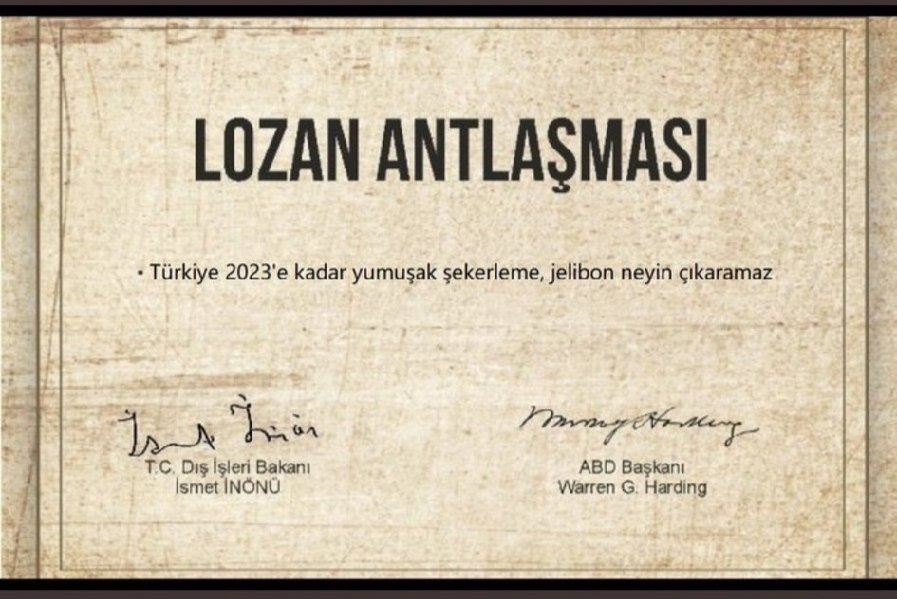 LOZAN ANTLAŞMASI
• Türkiye 2023'e kadar yumuşak şekerleme, jelibon neyin çıkaramaz
İsmet İnönü
Warren G Harding
T.C. Dış İşleri Bakanı
İsmet İNÖNÜ
ABD Başkanı
Warren G. Harding